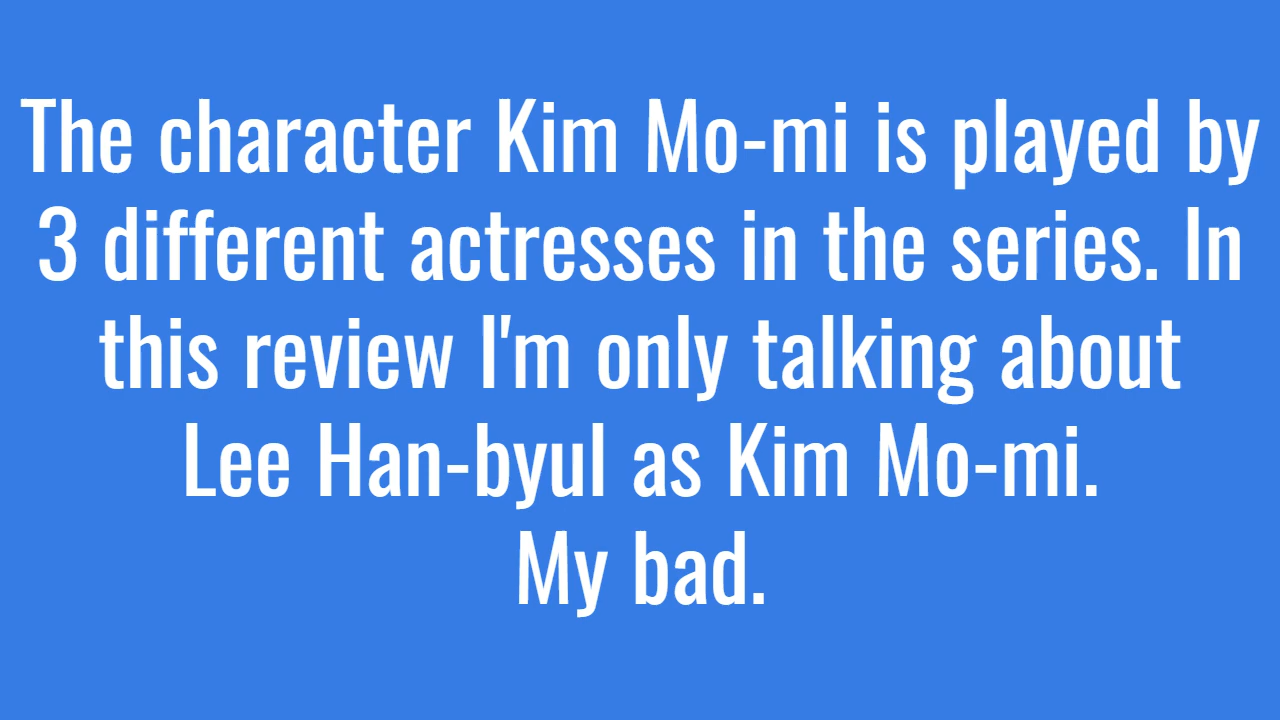 The character Kim Mo-mi is played by
3 different actresses in the series. In
this review I'm only talking about
Lee Han-byul as Kim Mo-mi.
My bad.